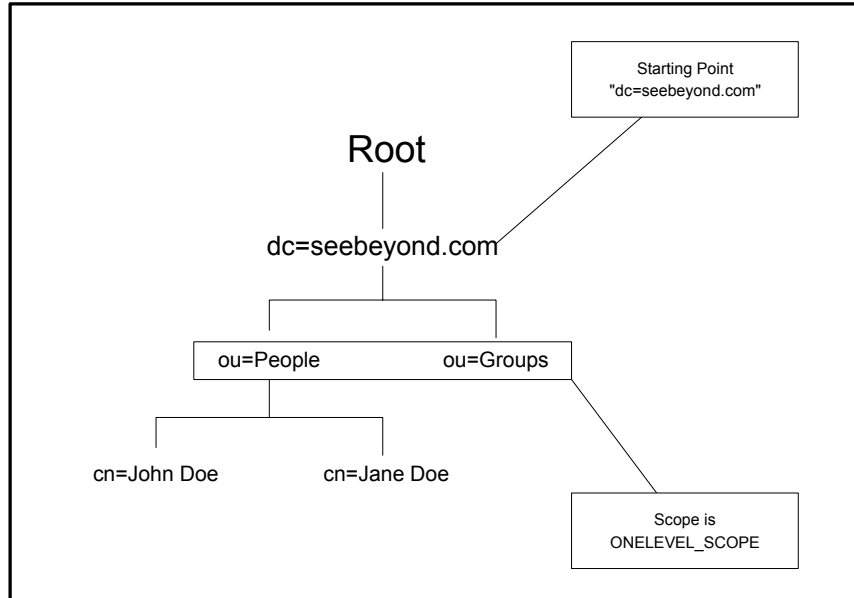 Starting Point
"dc=seebeyond.com"
Root
dc=seebeyond.com
ou=People
ou=Groups
cn=John Doe
cn=Jane Doe
Scope is
ONELEVEL_SCOPE